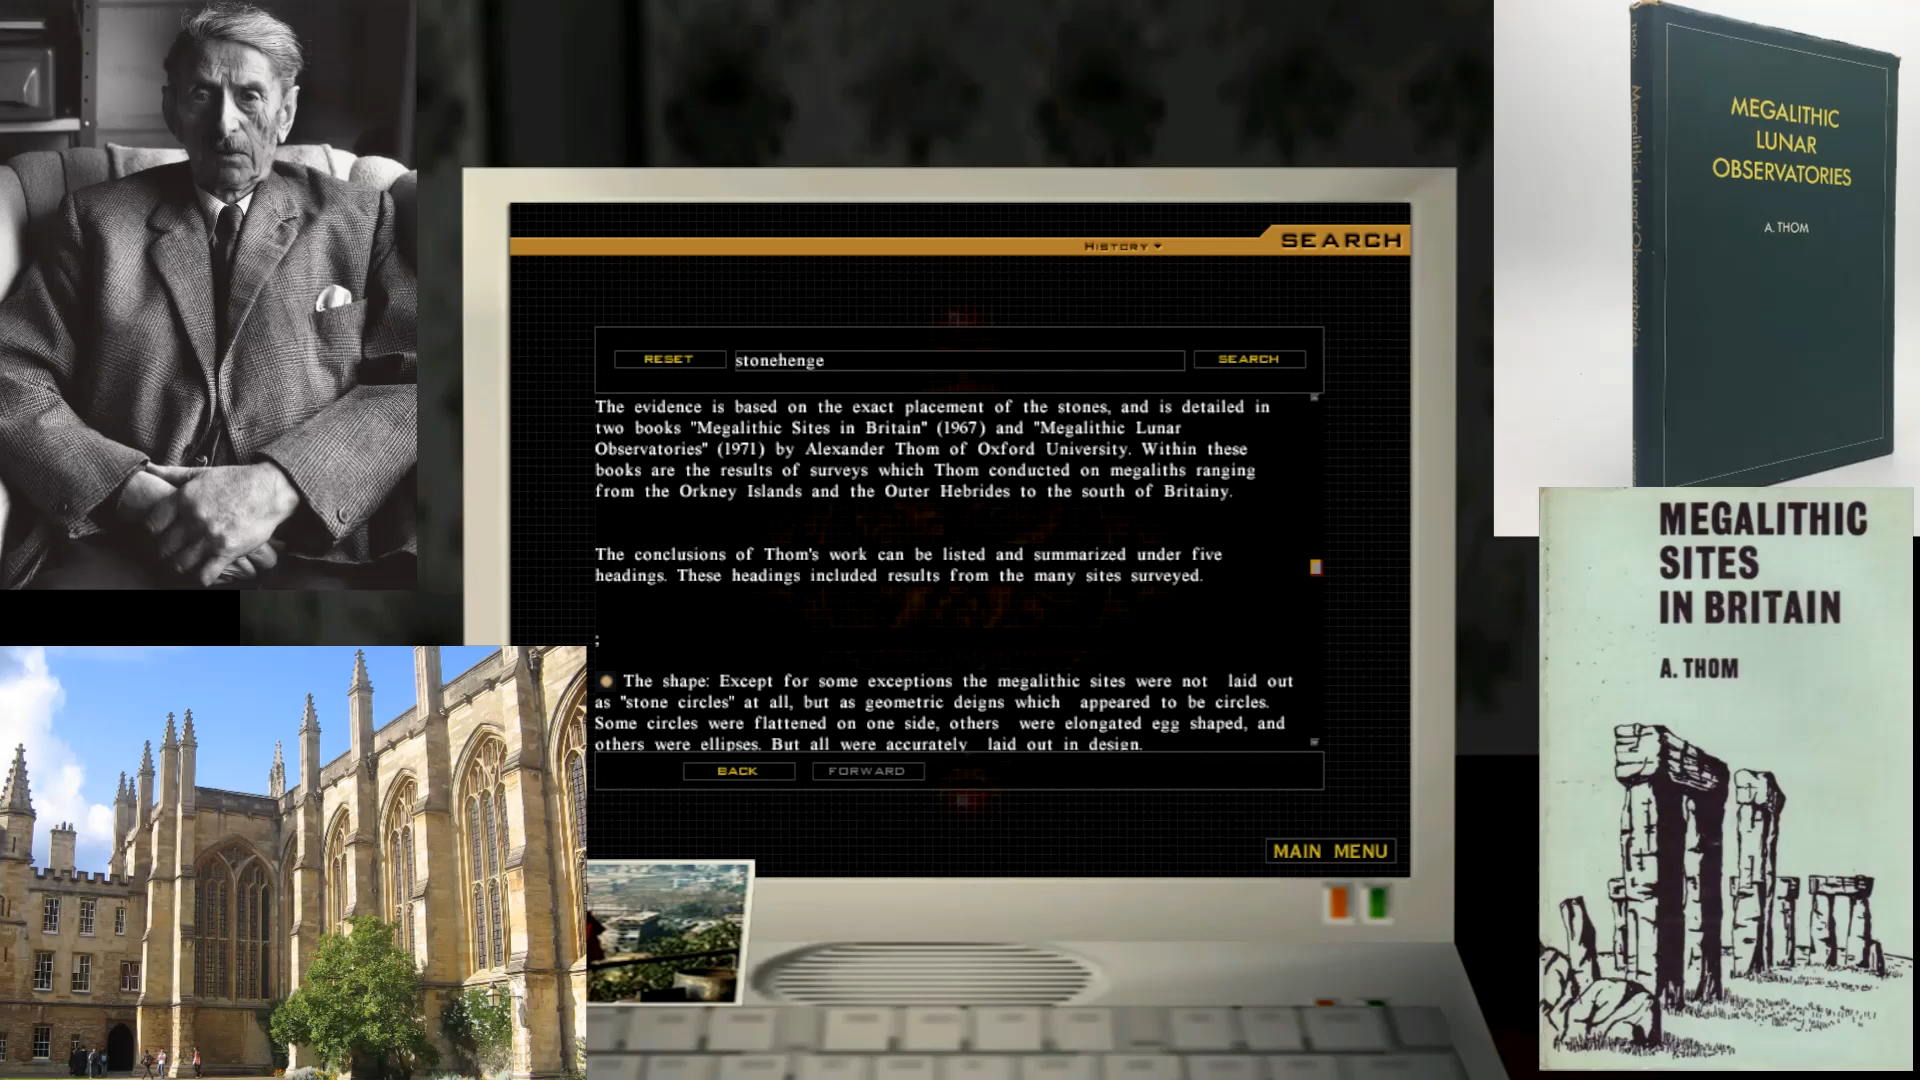 HISTORY
SEARCH
RESET
stonehenge
SEARCH
The evidence is based on the exact placement of the stones, and is detailed in
two books "Megalithic Sites in Britain" (1967) and "Megalithic Lunar
Observatories" (1971) by Alexander Thom of Oxford University. Within these
books are the results of surveys which Thom conducted on megaliths ranging
from the Orkney Islands and the Outer Hebrides to the south of Britainy.
The conclusions of Thom's work can be listed and summarized under five
headings. These headings included results from the many sites surveyed.
;
The shape: Except for some exceptions the megalithic sites were not laid out
as "stone circles" at all, but as geometric deigns which appeared to be circles.
Some circles were flattened on one side, others were elongated egg shaped, and
others were ellipses. But all were accurately laid out in design.
BACK
FORWARD
MAIN MENU
THOM
Megalithic Lunar Observatories
MEGALITHIC
LUNAR
OBSERVATORIES
A. THOM
MEGALITHIC
SITES
IN BRITAIN
A. THOM